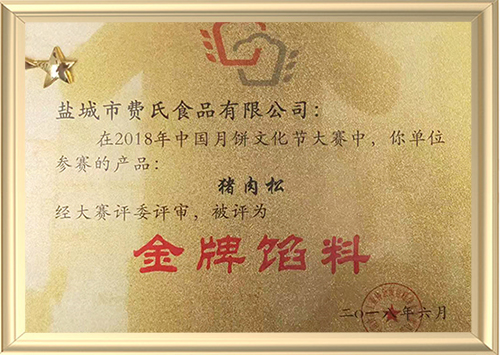 盐城市费氏食品有限公司：
在2018年中国月饼文化节大赛中，你单位
参赛的产品：
猪肉松
经大赛评委评审，被评为
金牌馅料
二〇一八年六月